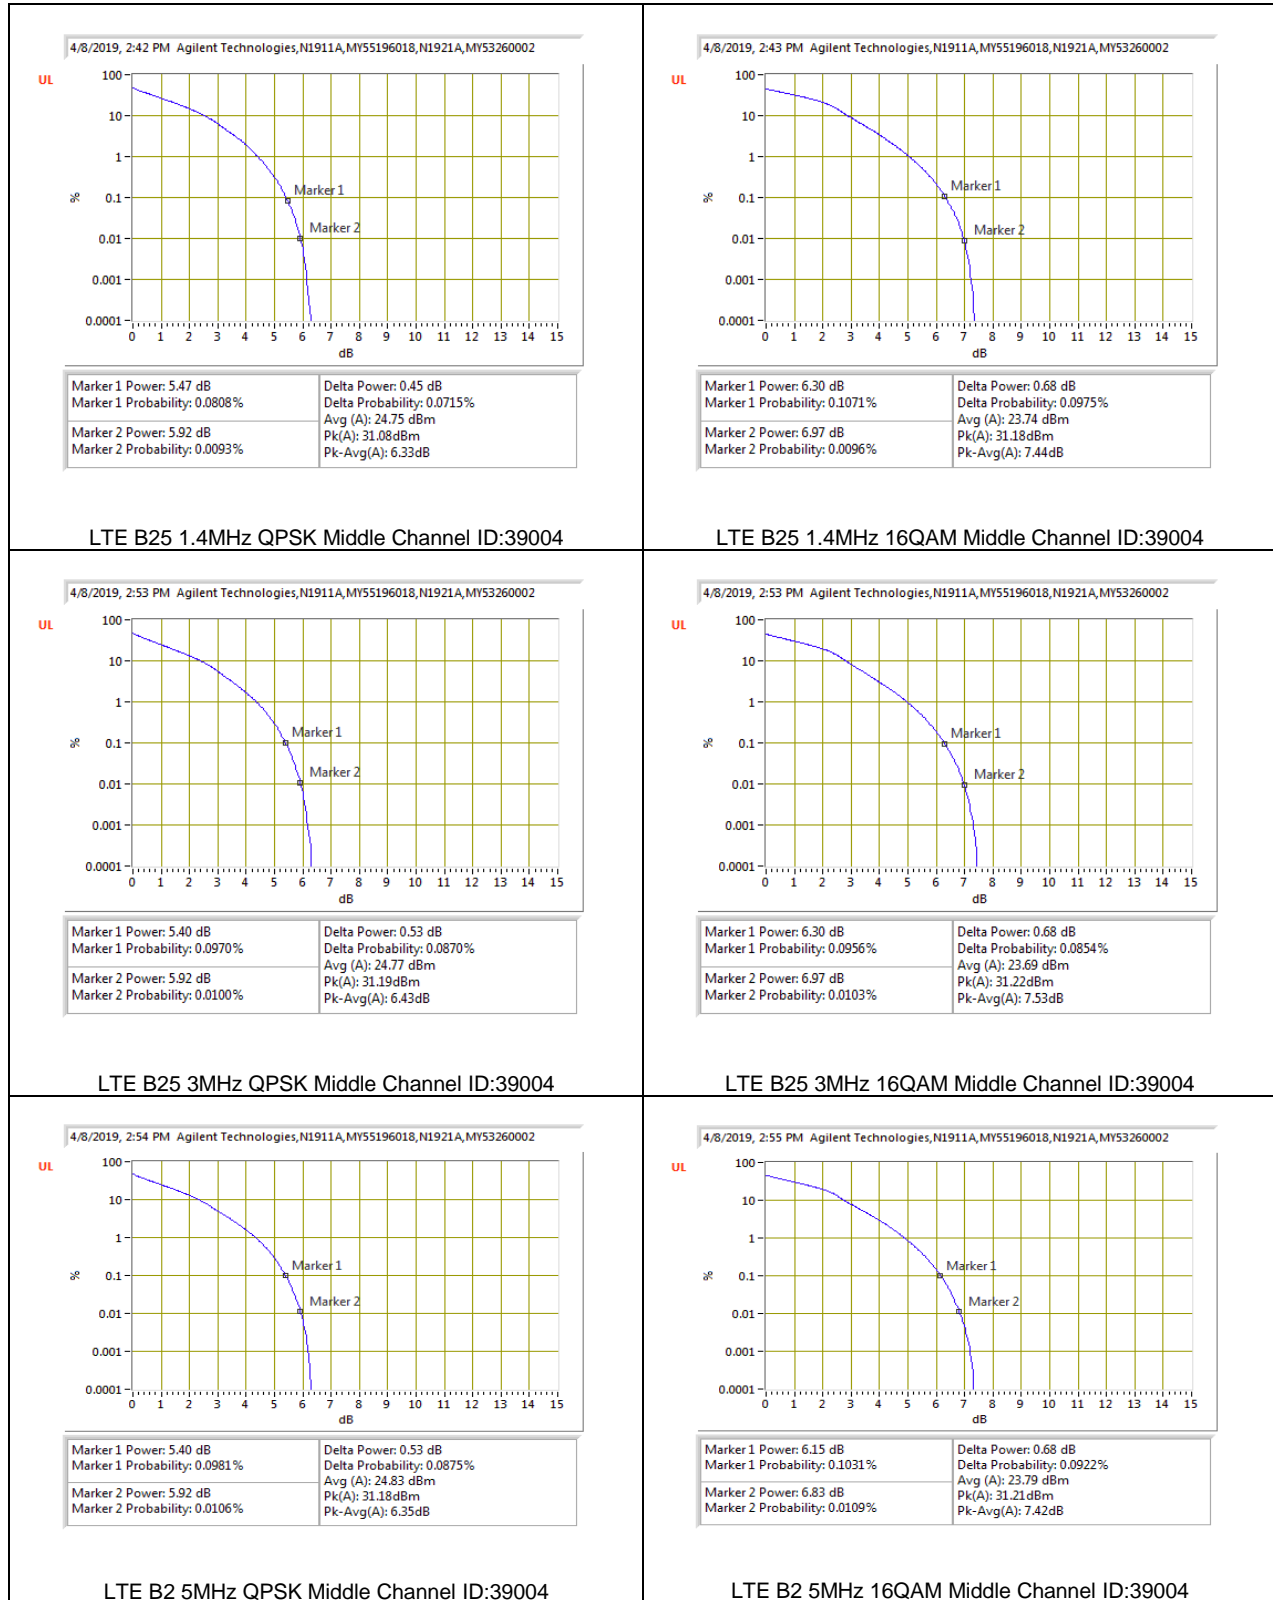 4/8/2019, 2:42 PM Agilent Technologies,N1911A,MY55196018,N1921A,MY53260002
UL
100
10
1
0.1
0.01
0.001
0.0001
%
Marker 1
Marker 2
0 1 2 3 4 5 6 7 8 9 10 11 12 13 14 15
dB
Marker 1 Power: 5.47 dB
Marker 1 Probability: 0.0808%
Marker 2 Power: 5.92 dB
Marker 2 Probability: 0.0093%
Delta Power: 0.45 dB
Delta Probability: 0.0715%
Avg (A): 24.75 dBm
Pk(A): 31.08dBm
Pk-Avg(A): 6.33dB
LTE B25 1.4MHz QPSK Middle Channel ID:39004
4/8/2019, 2:43 PM Agilent Technologies,N1911A,MY55196018,N1921A,MY53260002
UL
100
10
1
0.1
0.01
0.001
0.0001
%
Marker 1
Marker 2
0 1 2 3 4 5 6 7 8 9 10 11 12 13 14 15
dB
Marker 1 Power: 6.30 dB
Marker 1 Probability: 0.1071%
Marker 2 Power: 6.97 dB
Marker 2 Probability: 0.0096%
Delta Power: 0.68 dB
Delta Probability: 0.0975%
Avg (A): 23.74 dBm
Pk(A): 31.18dBm
Pk-Avg(A): 7.44dB
LTE B25 1.4MHz 16QAM Middle Channel ID:39004
4/8/2019, 2:53 PM Agilent Technologies,N1911A,MY55196018,N1921A,MY53260002
UL
100
10
1
0.1
0.01
0.001
0.0001
%
Marker 1
Marker 2
0 1 2 3 4 5 6 7 8 9 10 11 12 13 14 15
dB
Marker 1 Power: 5.40 dB
Marker 1 Probability: 0.0970%
Marker 2 Power: 5.92 dB
Marker 2 Probability: 0.0100%
Delta Power: 0.53 dB
Delta Probability: 0.0870%
Avg (A): 24.77 dBm
Pk(A): 31.19dBm
Pk-Avg(A): 6.43dB
LTE B25 3MHz QPSK Middle Channel ID:39004
4/8/2019, 2:53 PM Agilent Technologies,N1911A,MY55196018,N1921A,MY53260002
UL
100
10
1
0.1
0.01
0.001
0.0001
%
Marker 1
Marker 2
0 1 2 3 4 5 6 7 8 9 10 11 12 13 14 15
dB
Marker 1 Power: 6.30 dB
Marker 1 Probability: 0.0956%
Marker 2 Power: 6.97 dB
Marker 2 Probability: 0.0103%
Delta Power: 0.68 dB
Delta Probability: 0.0854%
Avg (A): 23.69 dBm
Pk(A): 31.22dBm
Pk-Avg(A): 7.53dB
LTE B25 3MHz 16QAM Middle Channel ID:39004
4/8/2019, 2:54 PM Agilent Technologies,N1911A,MY55196018,N1921A,MY53260002
UL
100
10
1
0.1
0.01
0.001
0.0001
%
Marker 1
Marker 2
0 1 2 3 4 5 6 7 8 9 10 11 12 13 14 15
dB
Marker 1 Power: 5.40 dB
Marker 1 Probability: 0.0981%
Marker 2 Power: 5.92 dB
Marker 2 Probability: 0.0106%
Delta Power: 0.53 dB
Delta Probability: 0.0875%
Avg (A): 24.83 dBm
Pk(A): 31.18dBm
Pk-Avg(A): 6.35dB
LTE B2 5MHz QPSK Middle Channel ID:39004
4/8/2019, 2:55 PM Agilent Technologies,N1911A,MY55196018,N1921A,MY53260002
UL
100
10
1
0.1
0.01
0.001
0.0001
%
Marker 1
Marker 2
0 1 2 3 4 5 6 7 8 9 10 11 12 13 14 15
dB
Marker 1 Power: 6.15 dB
Marker 1 Probability: 0.1031%
Marker 2 Power: 6.83 dB
Marker 2 Probability: 0.0109%
Delta Power: 0.68 dB
Delta Probability: 0.0922%
Avg (A): 23.79 dBm
Pk(A): 31.21dBm
Pk-Avg(A): 7.42dB
LTE B2 5MHz 16QAM Middle Channel ID:39004